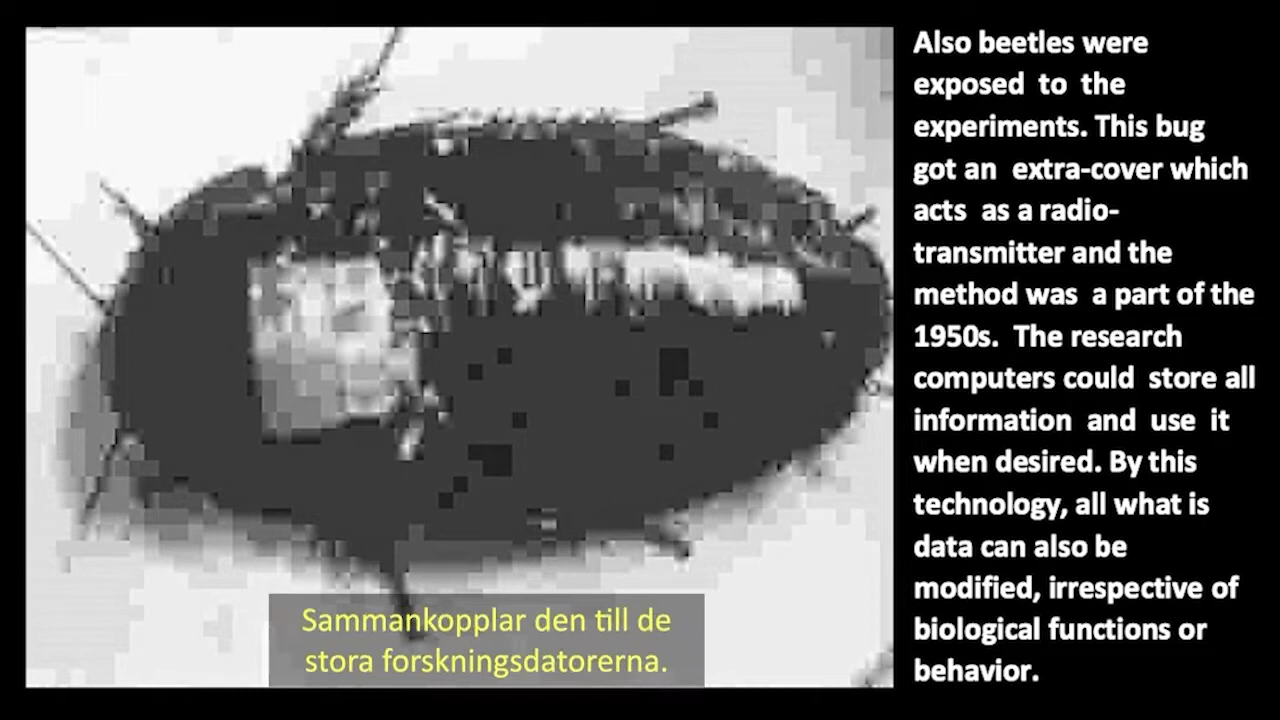 Also beetles were
exposed to the
experiments. This bug
got an extra-cover which
acts as a radio-
transmitter and the
method was a part of the
1950s. The research
computers could store all
information and use it
when desired. By this
technology, all what is
data can also be
modified, irrespective of
biological functions or
behavior.
Sammankopplar den till de
stora forskningsdatorerna.